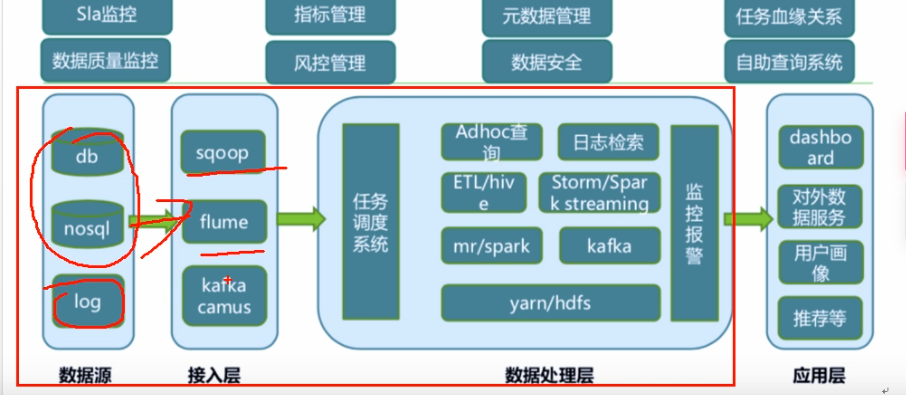 Sla监控
指标管理
元数据管理
任务血缘关系
数据质量监控
风控管理
数据安全
自助查询系统
db
nosql
log
数据源
sqoop
flume
kafka
camus
接入层
任务
调度
系统
Adhoc查
询
日志检索
ETL/hiv
e
Storm/Spar
k streaming
mr/spark
kafka
yarn/hdfs
监
控
报
警
数据处理层
dashbo
ard
对外数
据服务
用户画
像
推荐等
应用层